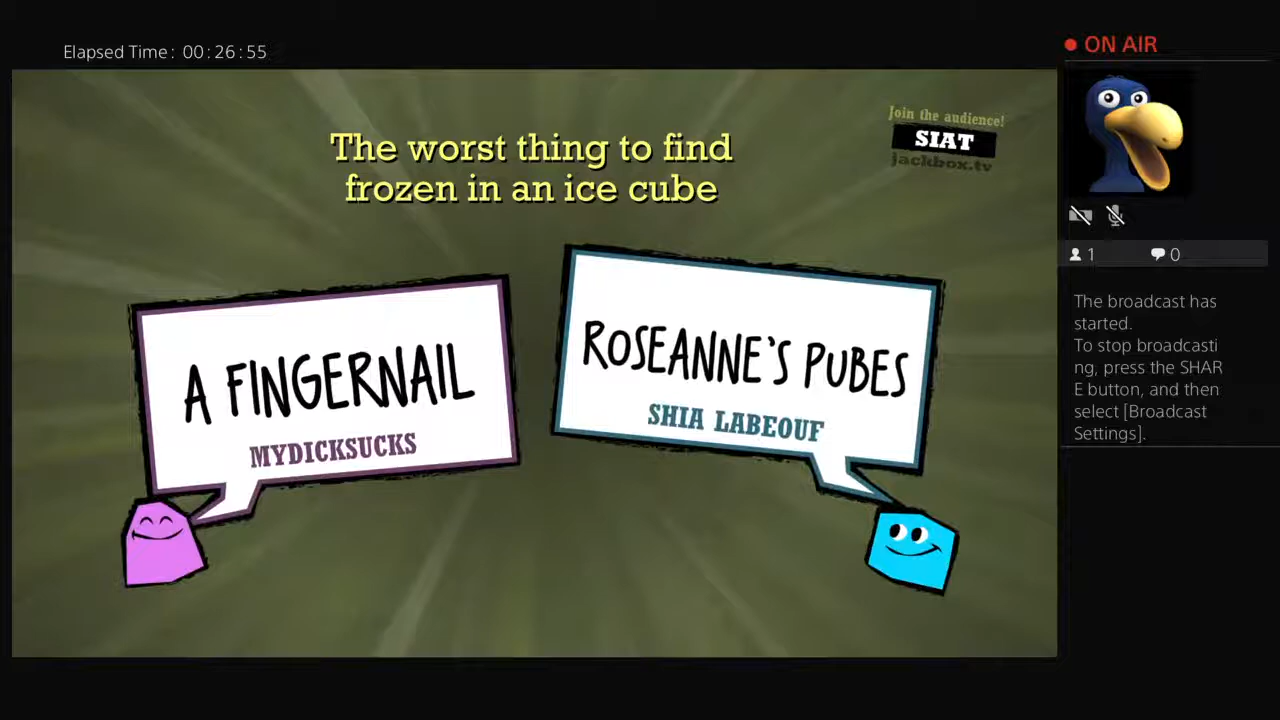 Elapsed Time: 00:26:55
ON AIR
Join the audience!
SIAT
jackbox.tv
The worst thing to find
frozen in an ice cube
A FINGERNAIL
MYDICKSUCKS
ROSEANNE'S PUBES
SHIA LABEOUF
1
0
The broadcast has
started.
To stop broadcasti
ng, press the SHAR
E button, and then
select [Broadcast
Settings].